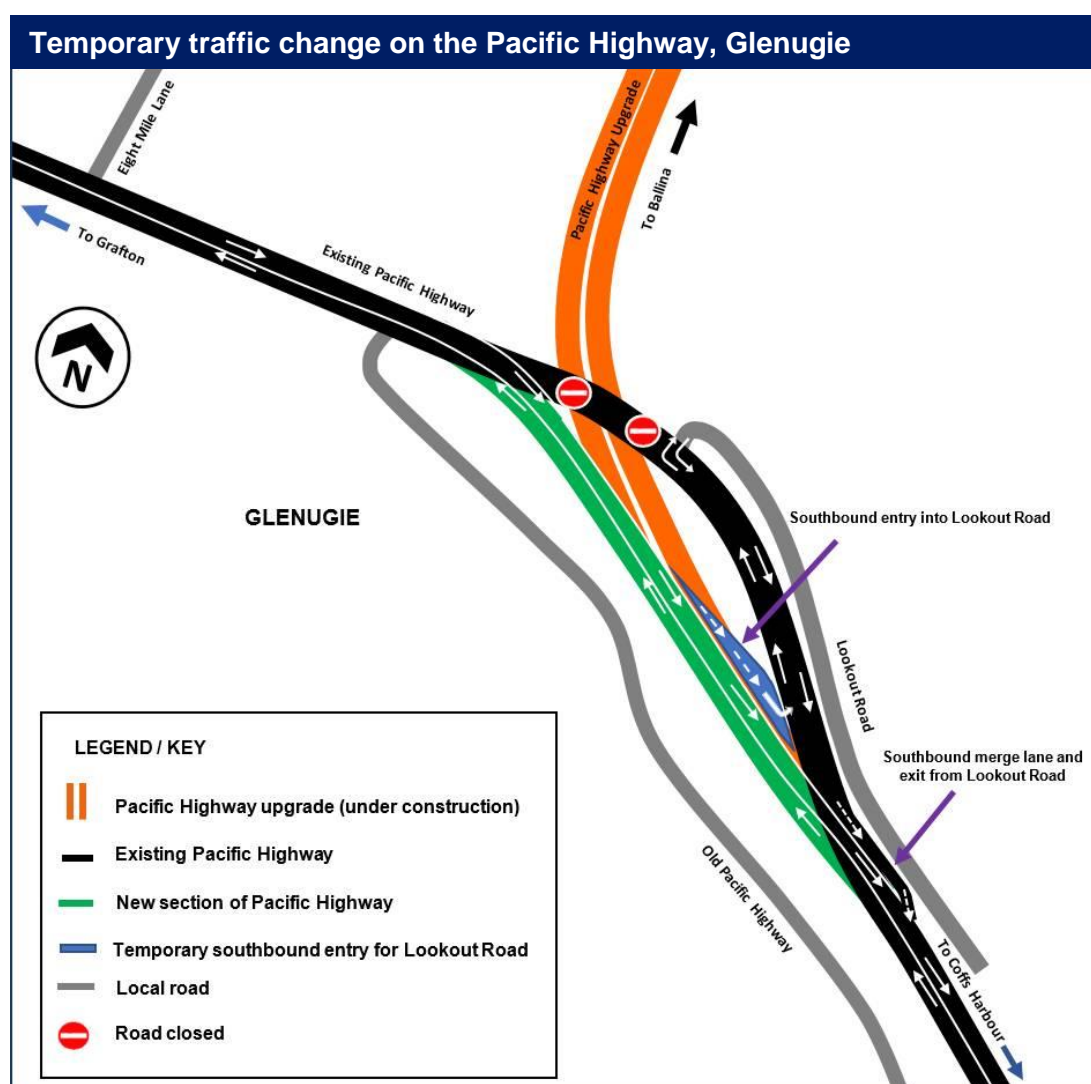 Temporary traffic change on the Pacific Highway, Glenugie
Eight Mile Lane
Pacific Highway Upgrade
To Ballina
To Grafton
Existing Pacific Highway
N
GLENUGIE
Southbound entry into Lookout Road
Lookout Road
Southbound merge lane and
exit from Lookout Road
Old Pacific Highway
To Coffs Harbour
LEGEND / KEY
Pacific Highway upgrade (under construction)
Existing Pacific Highway
New section of Pacific Highway
Temporary southbound entry for Lookout Road
Local road
Road closed